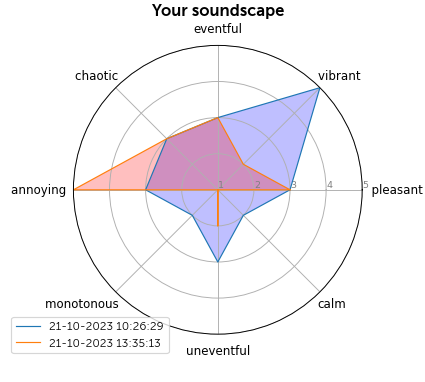 Your soundscape
eventful
chaotic
vibrant
annoying
1
2
3
4
5
pleasant
monotonous
calm
21-10-2023 10:26:29
21-10-2023 13:35:13
uneventful